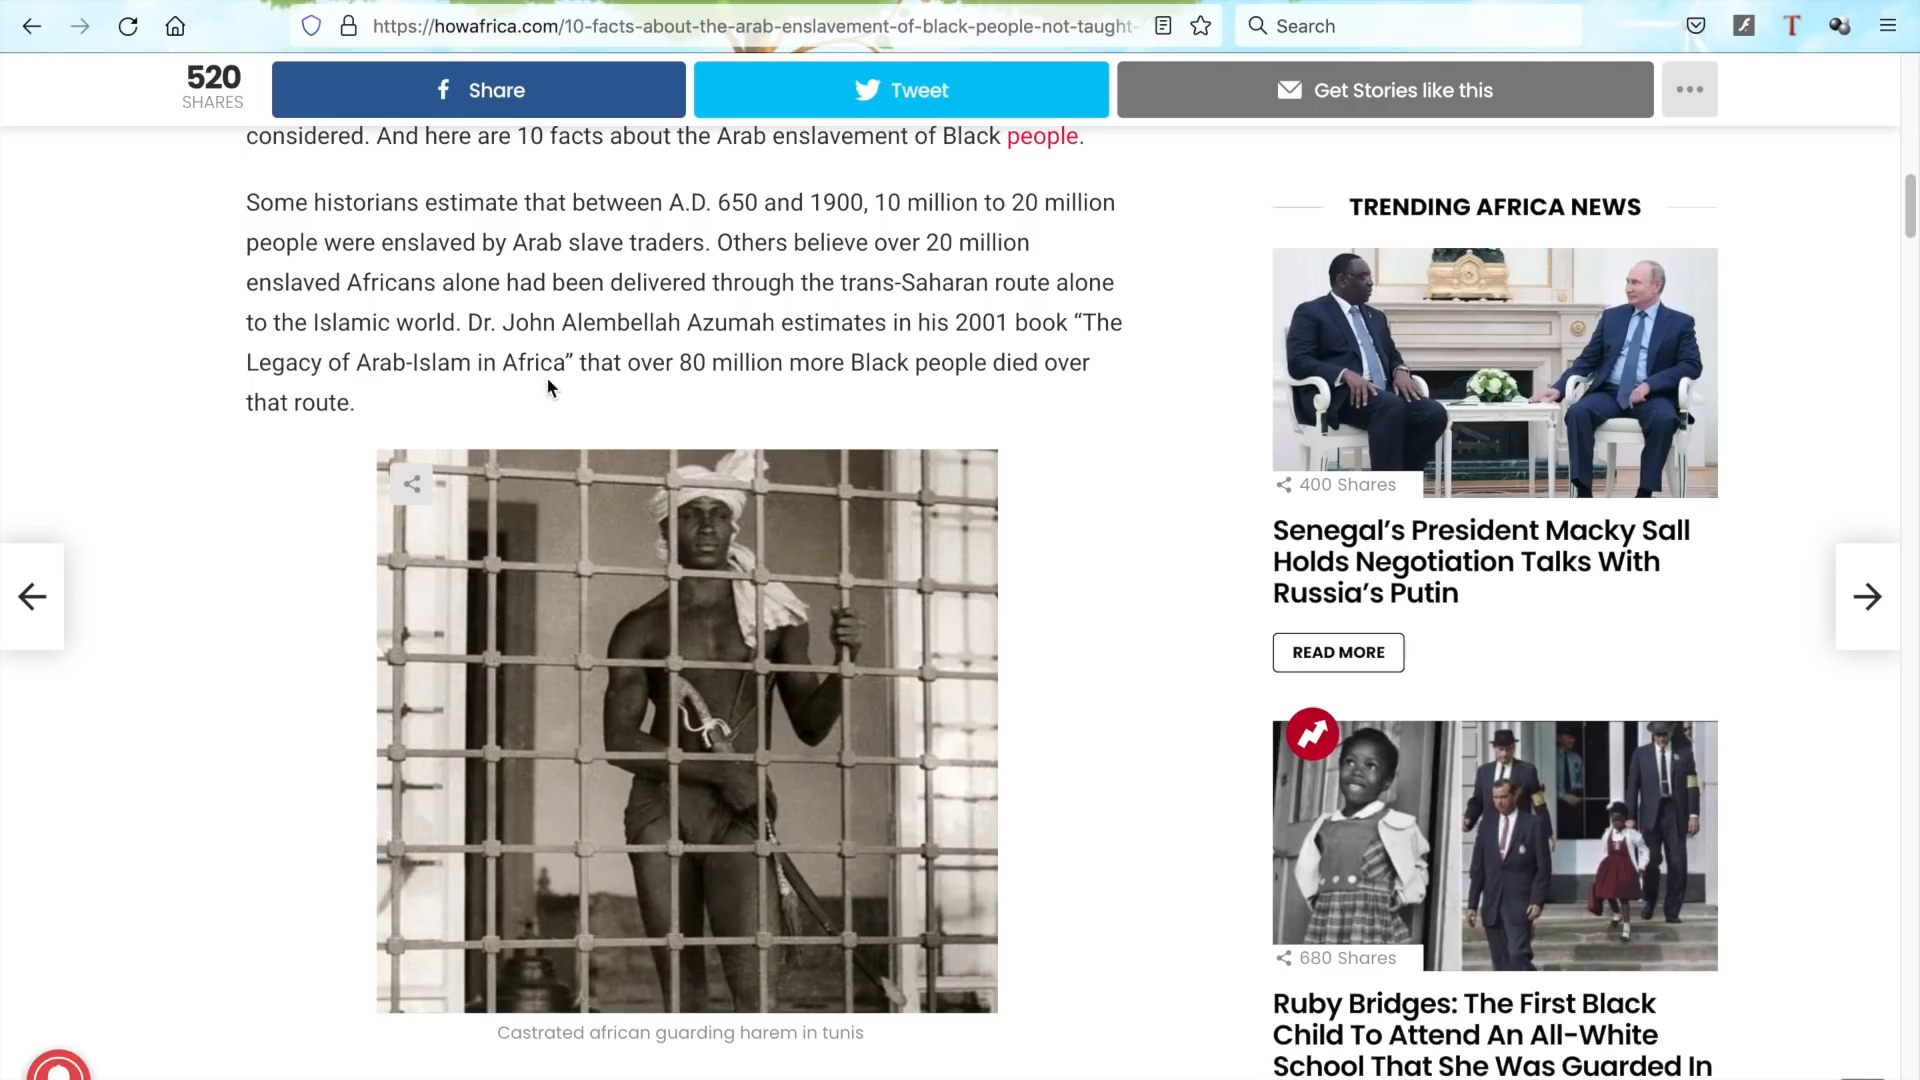 https://howafrica.com/10-facts-about-the-arab-enslavement-of-black-people-not-taught-
Search
520
SHARES
Share
Tweet
Get Stories like this
considered. And here are 10 facts about the Arab enslavement of Black people.
Some historians estimate that between A.D. 650 and 1900, 10 million to 20 million
people were enslaved by Arab slave traders. Others believe over 20 million
enslaved Africans alone had been delivered through the trans-Saharan route alone
to the Islamic world. Dr. John Alembellah Azumah estimates in his 2001 book “The
Legacy of Arab-Islam in Africa” that over 80 million more Black people died over
that route.
Castrated african guarding harem in tunis
TRENDING AFRICA NEWS
400 Shares
Senegal’s President Macky Sall
Holds Negotiation Talks With
Russia’s Putin
READ MORE
680 Shares
Ruby Bridges: The First Black
Child To Attend An All-White
School That She Was Guarded In